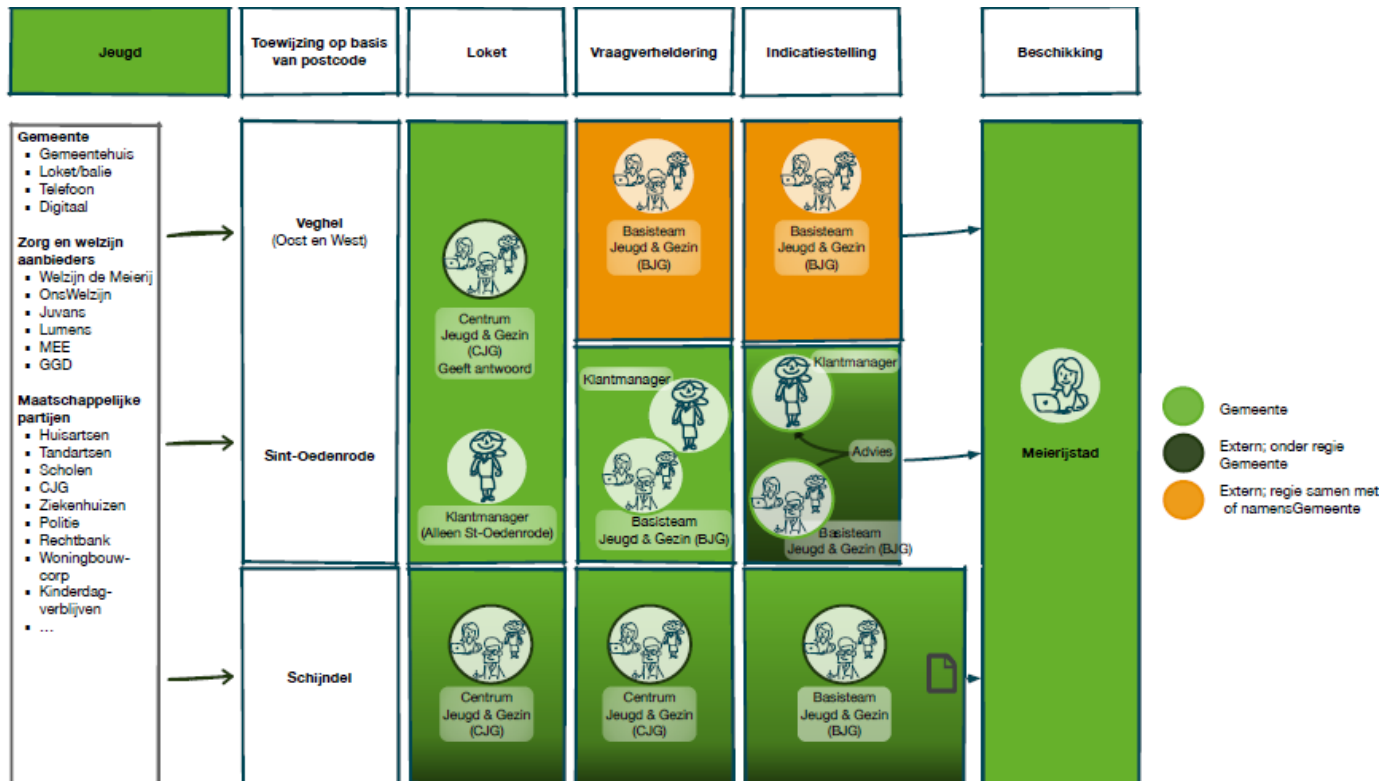 Jeugd
Toewijzing op basis
van postcode
Loket
Vraagverheldering
Indicatiestelling
Beschikking
Gemeente
▪ Gemeentehuis
▪ Loket/balie
▪ Telefoon
▪ Digitaal
Zorg en welzijn
aanbieders
▪ Welzijn de Meierij
▪ OnsWelzijn
▪ Juvans
▪ Lumens
▪ MEE
▪ GGD
Maatschappelijke
partijen
▪ Huisartsen
▪ Tandartsen
▪ Scholen
▪ CJG
▪ Ziekenhuizen
▪ Politie
▪ Rechtbank
▪ Woningbouw-
corp
▪ Kinderdag-
verblijven
▪ ...
Veghel
(Oost en West)
Sint-Oedenrode
Schijndel
Centrum
Jeugd & Gezin
(CJG)
Geeft antwoord
Klantmanager
(Alleen St-Oedenrode)
Centrum
Jeugd & Gezin
(CJG)
Basisteam
Jeugd & Gezin
(BJG)
Klantmanager
Basisteam
Jeugd & Gezin (BJG)
Centrum
Jeugd & Gezin
(CJG)
Basisteam
Jeugd & Gezin
(BJG)
Klantmanager
Advies
Basisteam
Jeugd & Gezin (BJG)
Basisteam
Jeugd & Gezin
(BJG)
Meierijstad
Gemeente
Extern; onder regie
Gemeente
Extern; regie samen met
of namensGemeente